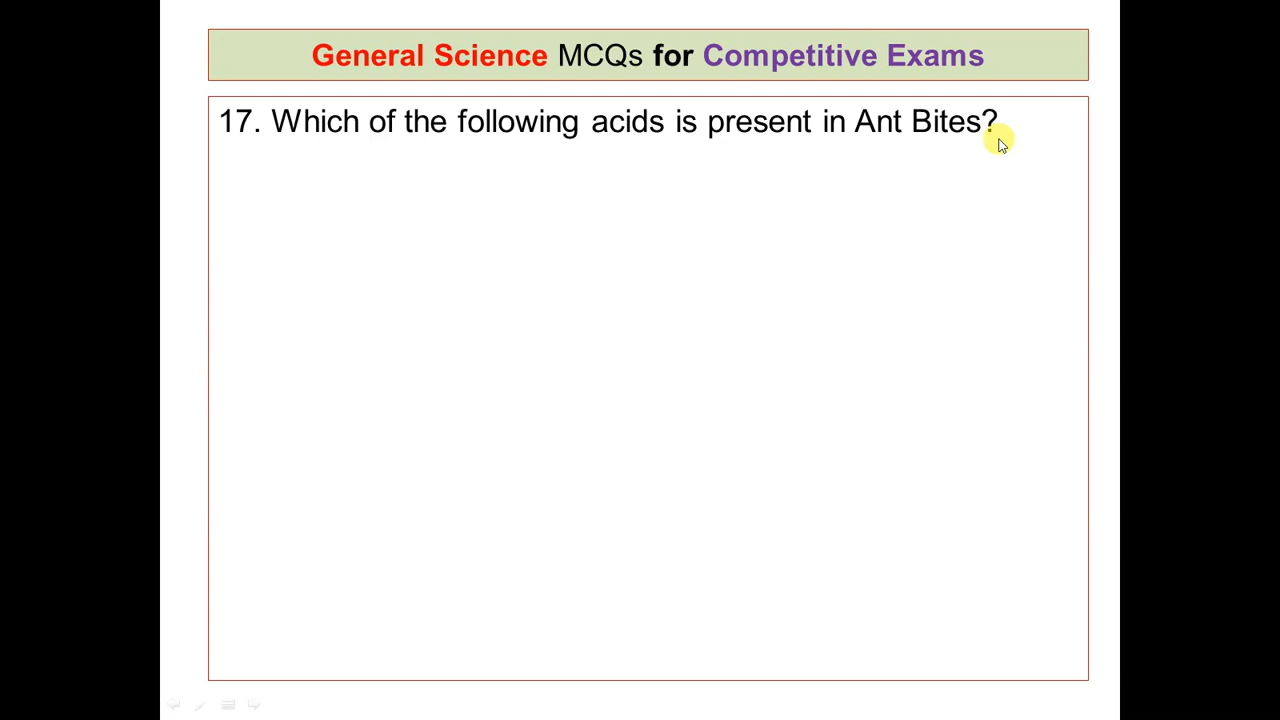 General Science MCQs for Competitive Exams
17. Which of the following acids is present in Ant Bites?